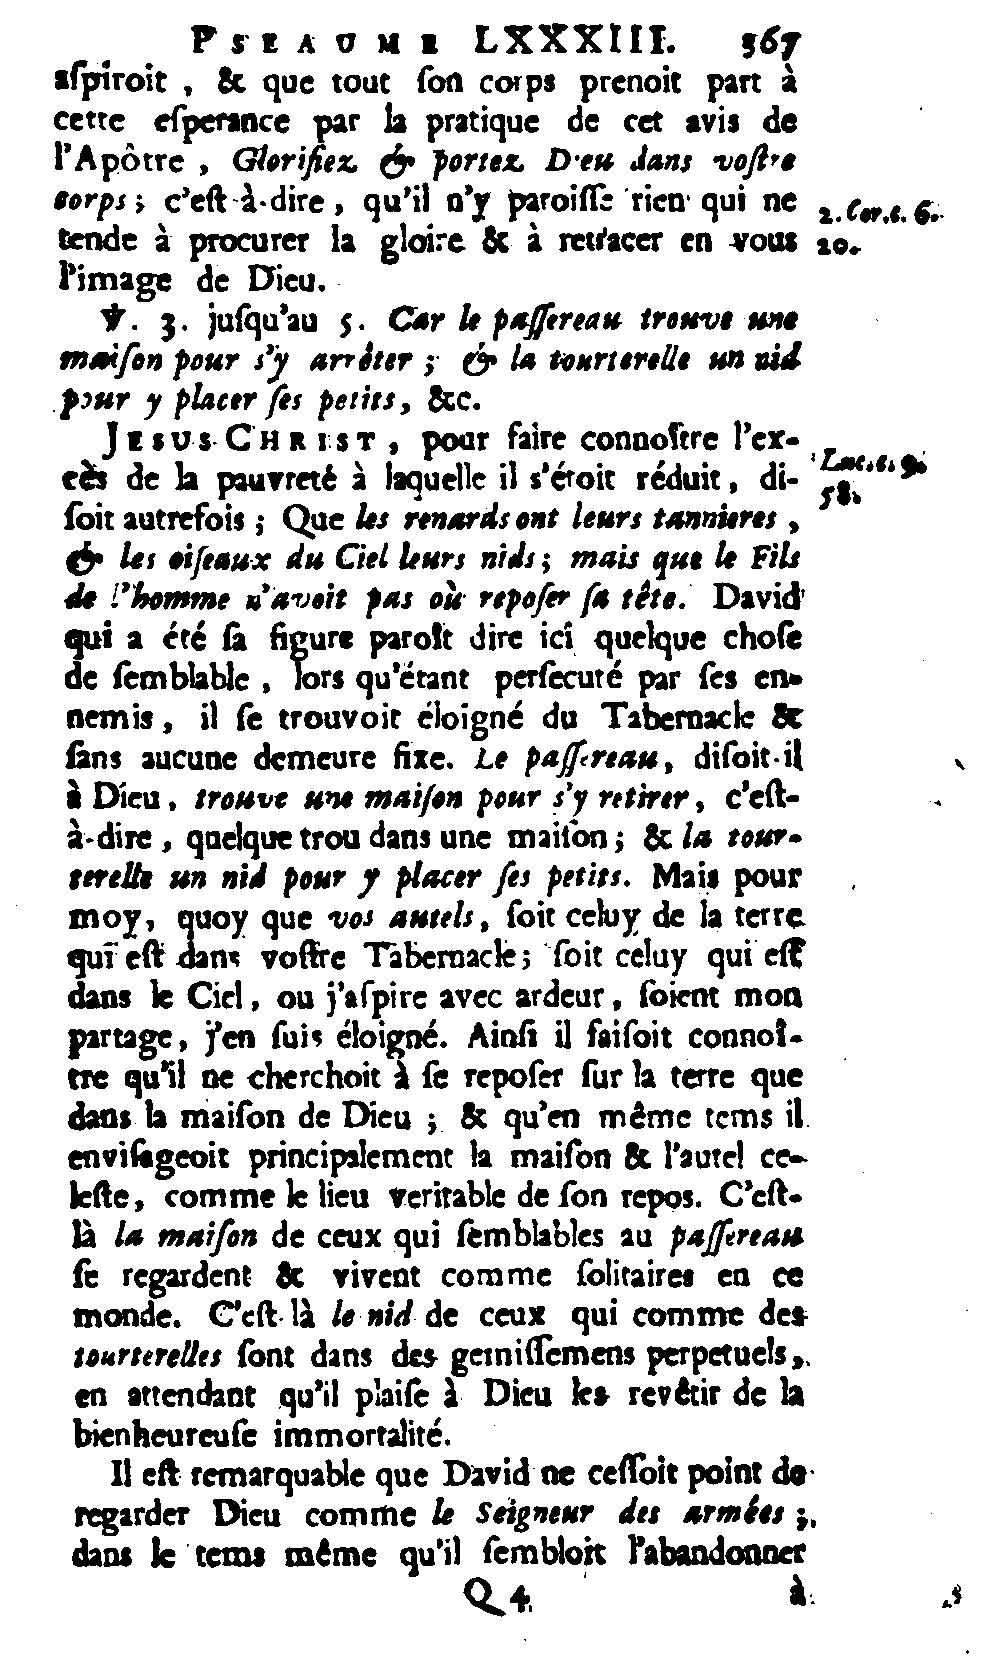 PSEAUME LXXXIII. 367
aſpiroit, & que tout ſon corps prenoit part à
cette eſperance par la pratique de cet avis de
l'Apôtre, Glorifiez & portez Dieu dans voſtre
corps; c'eſt-à-dire, qu'il n'y paroiſſe rien qui ne
2. Cor. c. 6.
tende à procurer la gloire & à retracer en vous
20.
l'image de Dieu.
℣. 3. juſqu'au 5. Car le paſſereau trouve une
maiſon pour s'y arrêter; & la tourterelle un nid
pour y placer ſes petits, &c.
JESUS-CHRIST, pour faire connoître l'ex-
cès de la pauvreté à laquelle il s'étoit réduit, di-
Luc. c. 9.
58.
ſoit autrefois; Que les renards ont leurs tannieres,
& les oiſeaux du Ciel leurs nids; mais que le Fils
de l'homme n'avoit pas où repoſer ſa tête. David
qui a été ſa figure paroît dire ici quelque choſe
de ſemblable, lors qu'étant perſecuté par ſes en-
nemis, il ſe trouvoit éloigné du Tabernacle &
ſans aucune demeure fixe. Le paſſereau, diſoit-il
à Dieu, trouve une maiſon pour s'y retirer, c'eſt-
à-dire, quelque trou dans une maiſon; & la tour-
terelle un nid pour y placer ſes petits. Mais pour
moy, quoy que vos autels, ſoit celuy de la terre
qui eſt dans voſtre Tabernacle; ſoit celuy qui eſt
dans le Ciel, ou j'aſpire avec ardeur, ſoient mon
partage, j'en ſuis éloigné. Ainſi il faiſoit connoî-
tre qu'il ne cherchoit à ſe repoſer ſur la terre que
dans la maiſon de Dieu; & qu'en même tems il
enviſageoit principalement la maiſon & l'autel ce-
leſte, comme le lieu veritable de ſon repos. C'eſt-
là la maiſon de ceux qui ſemblables au paſſereau
ſe regardent & vivent comme ſolitaires en ce
monde. C'eſt-là le nid de ceux qui comme des
tourterelles ſont dans des gemiſſemens perpetuels,
en attendant qu'il plaiſe à Dieu les revêtir de la
bienheureuſe immortalité.
Il eſt remarquable que David ne ceſſoit point de
regarder Dieu comme le Seigneur des armées;
dans le tems même qu'il ſembloit l'abandonner
Q 4 à